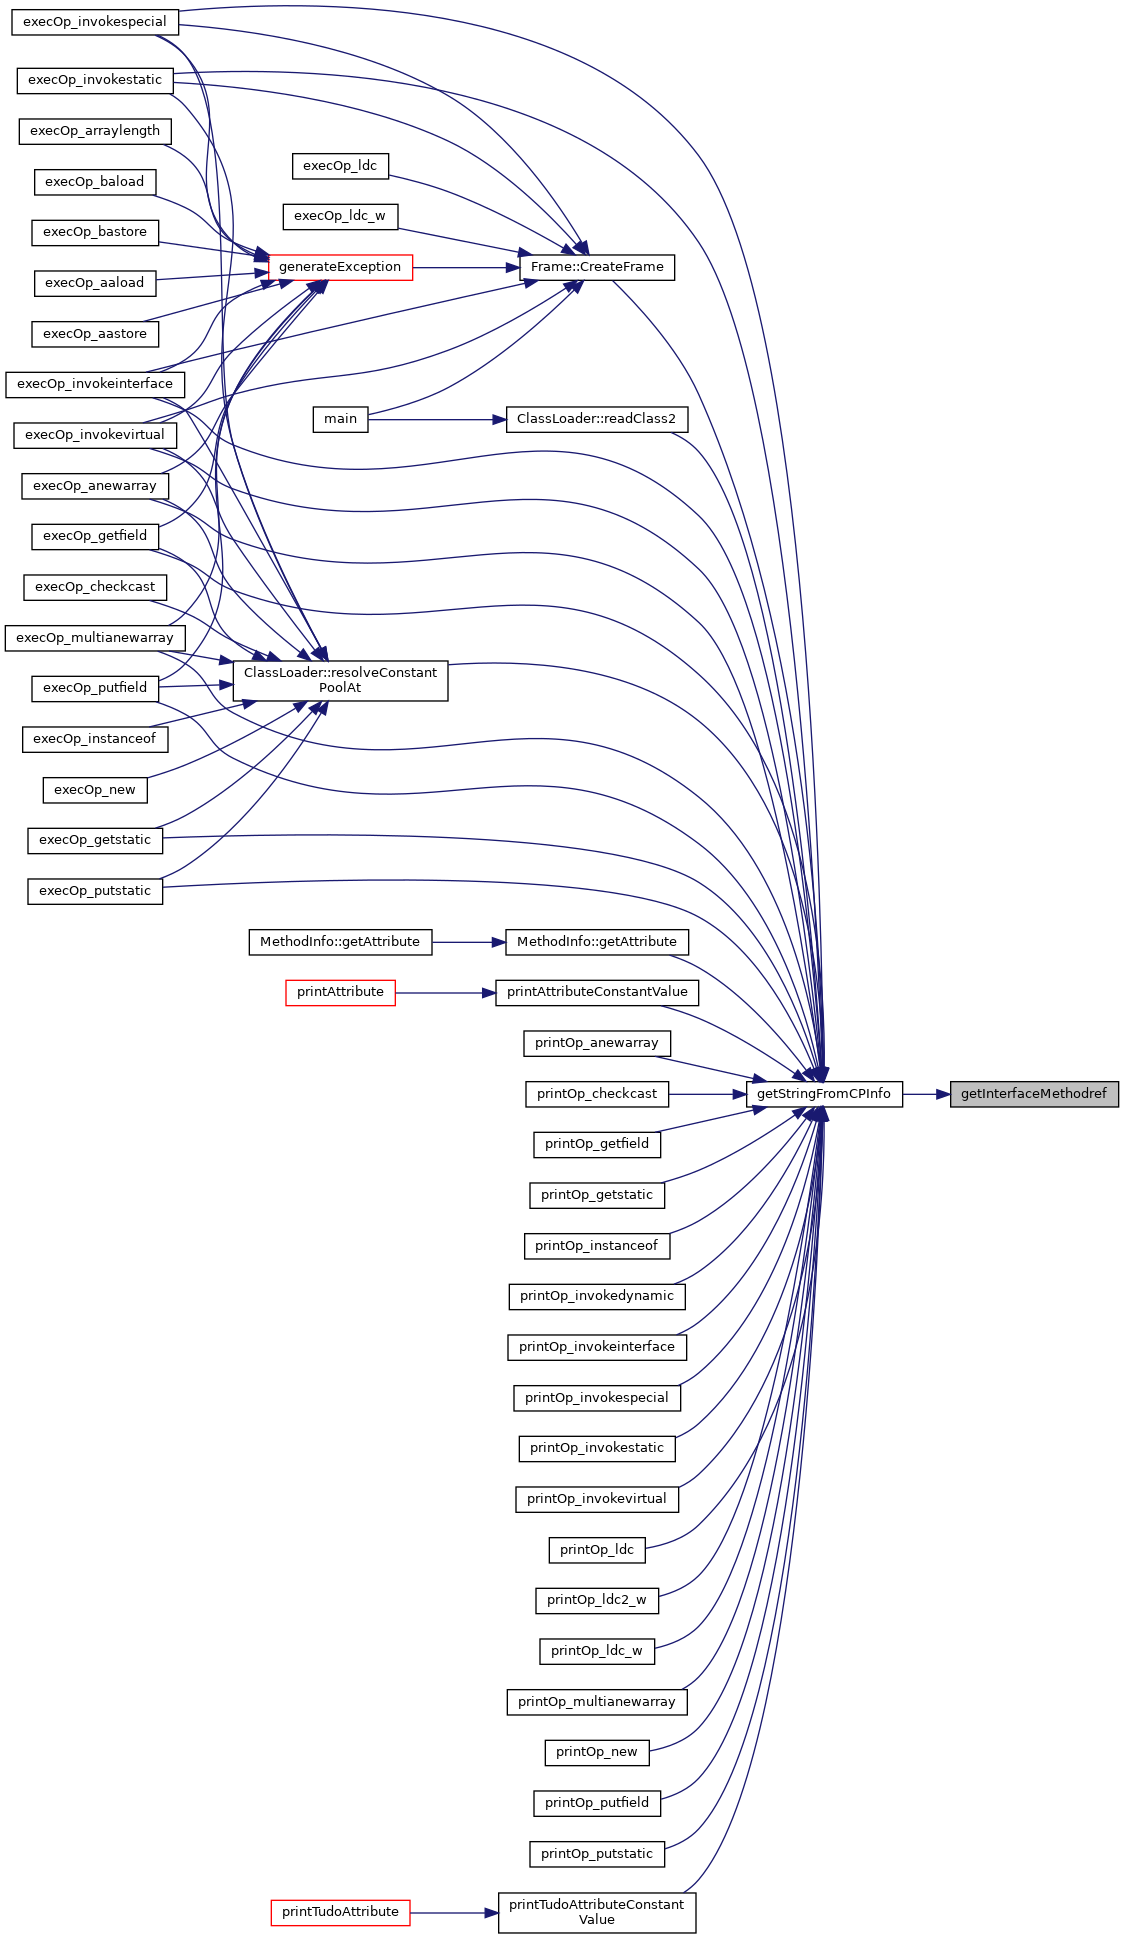 execOp_invokespecial
execOp_invokestatic
execOp_arraylength
execOp_baload
execOp_bastore
execOp_aaload
execOp_aastore
execOp_invokeinterface
execOp_invokevirtual
execOp_anewarray
execOp_getfield
execOp_checkcast
execOp_multianewarray
execOp_putfield
execOp_instanceof
execOp_new
execOp_getstatic
execOp_putstatic
execOp_ldc
execOp_ldc_w
generateException
Frame::CreateFrame
main
ClassLoader::readClass2
ClassLoader::resolveConstant
PoolAt
MethodInfo::getAttribute
MethodInfo::getAttribute
printAttribute
printAttributeConstantValue
printOp_anewarray
printOp_checkcast
getStringFromCPInfo
getInterfaceMethodref
printOp_getfield
printOp_getstatic
printOp_instanceof
printOp_invokedynamic
printOp_invokeinterface
printOp_invokespecial
printOp_invokestatic
printOp_invokevirtual
printOp_ldc
printOp_ldc2_w
printOp_ldc_w
printOp_multianewarray
printOp_new
printOp_putfield
printOp_putstatic
printTudoAttribute
printTudoAttributeConstant
Value